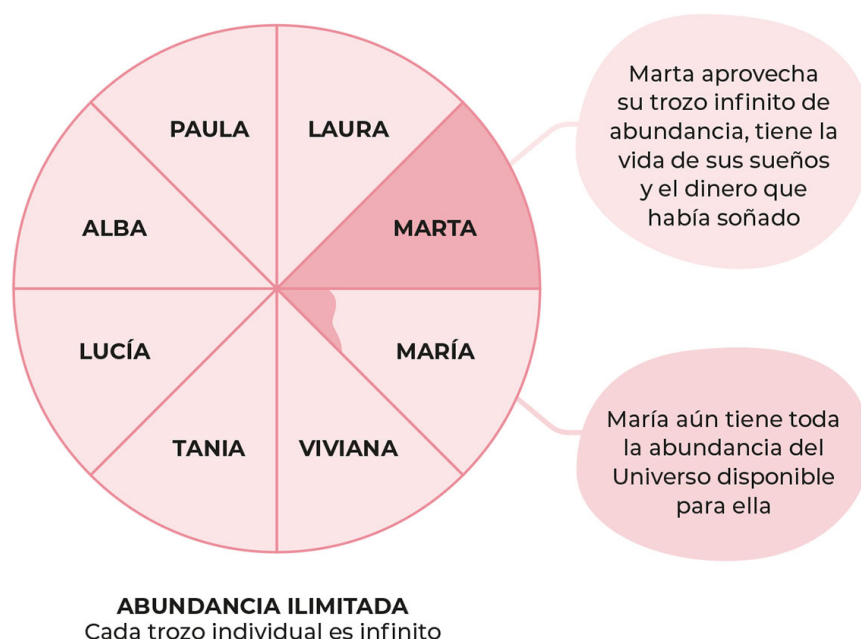 PAULA
LAURA
ALBA
MARTA
LUCÍA
MARÍA
TANIA
VIVIANA
Marta aprovecha
su trozo infinito de
abundancia, tiene la
vida de sus sueños
y el dinero que
había soñado
María aún tiene toda
la abundancia del
Universo disponible
para ella
ABUNDANCIA ILIMITADA
Cada trozo individual es infinito